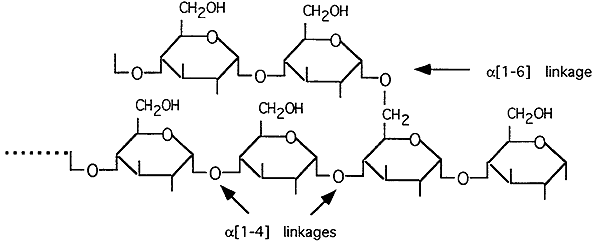 CH2OH CH2OH
O O
O O O
α[1-6] linkage
CH2OH CH2OH CH2 CH2OH
O O O O
O O O O
α[1-4] linkages